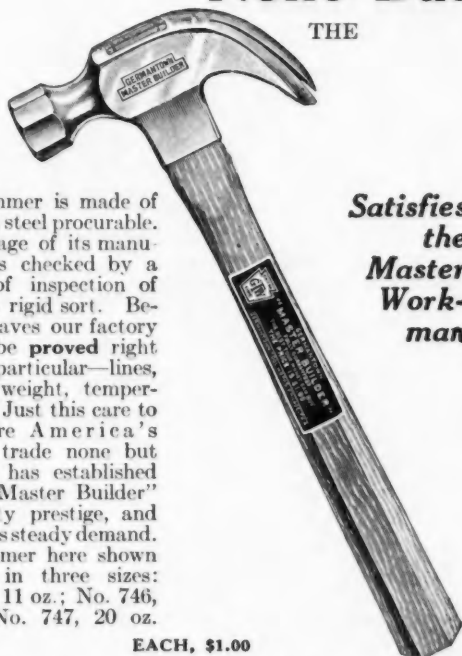 THE
GERMANTOWN
MASTER BUILDER
Satisfies
the
Master
Work-
man
mmer is made of
steel procurable.
age of its manu-
s checked by a
of inspection of
rigid sort. Be-
aves our factory
be proved right
particular—lines,
weight, temper-
Just this care to
re America's
trade none but
has established
Master Builder"
ly prestige, and
s steady demand.
mer here shown
in three sizes:
11 oz.; No. 746,
No. 747, 20 oz.
EACH, $1.00
"MASTER BUILDER"